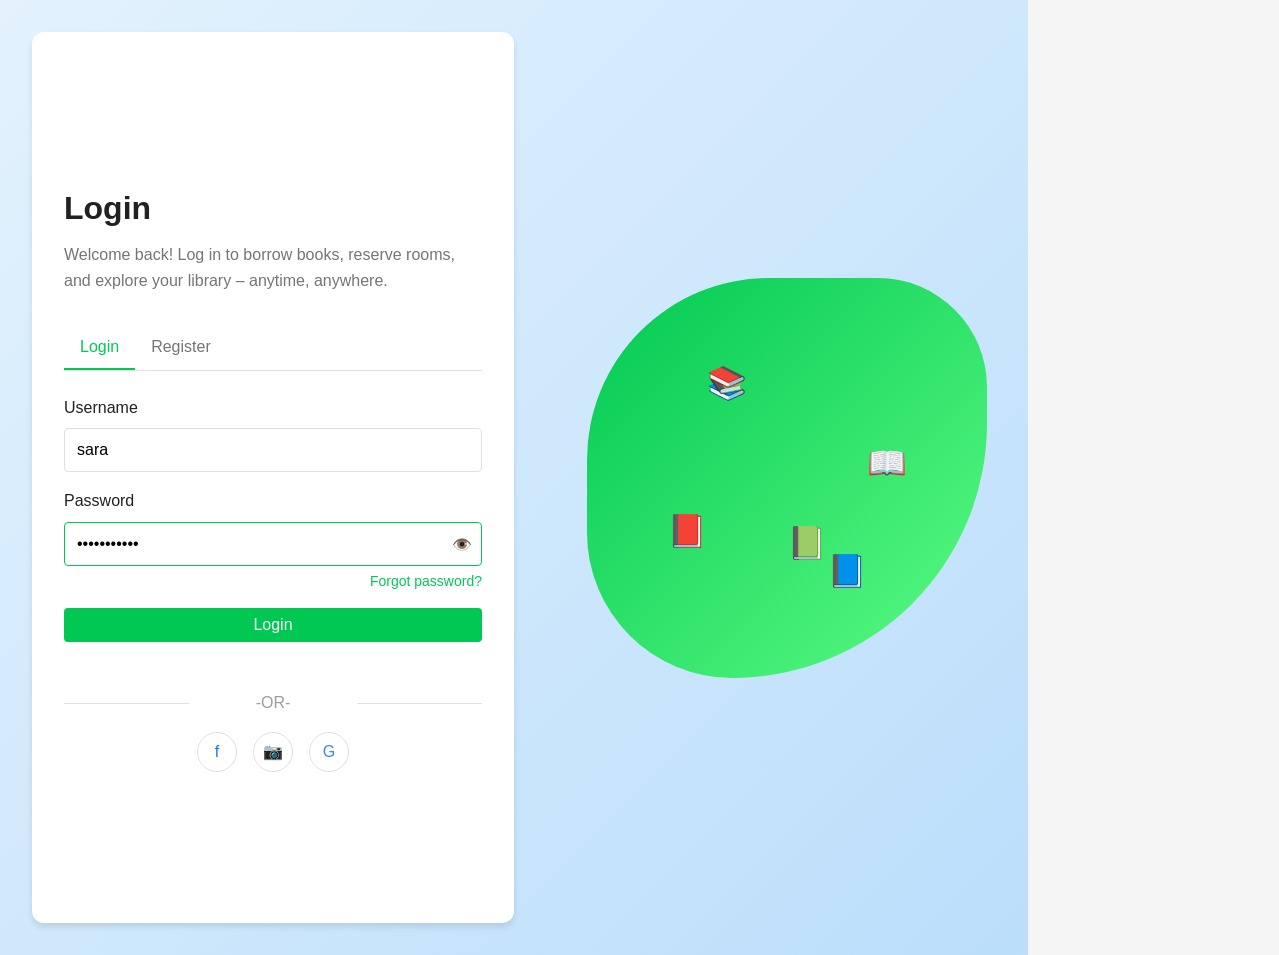 Login
Welcome back! Log in to borrow books, reserve rooms,
and explore your library – anytime, anywhere.
Login
Register
Username
sara
Password
•••••••••••
Forgot password?
Login
-OR-
f
G